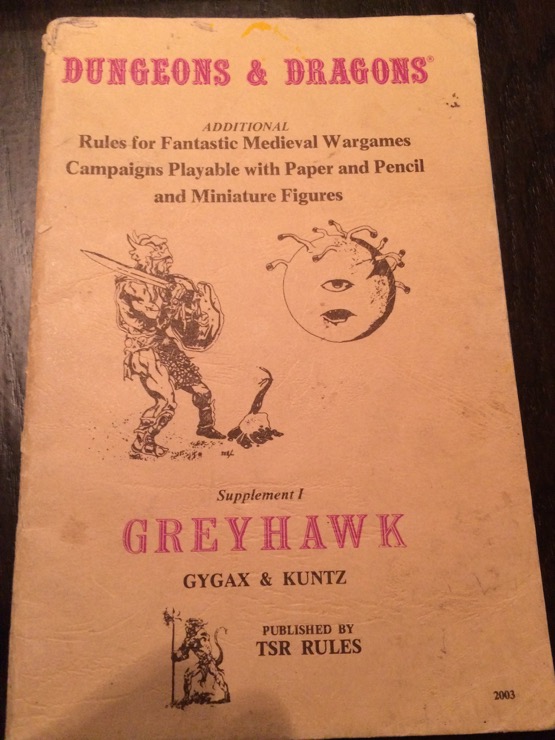 DUNGEONS & DRAGONS®
ADDITIONAL
Rules for Fantastic Medieval Wargames
Campaigns Playable with Paper and Pencil
and Miniature Figures
Supplement I
GREYHAWK
GYGAX & KUNTZ
PUBLISHED BY
TSR RULES
2003